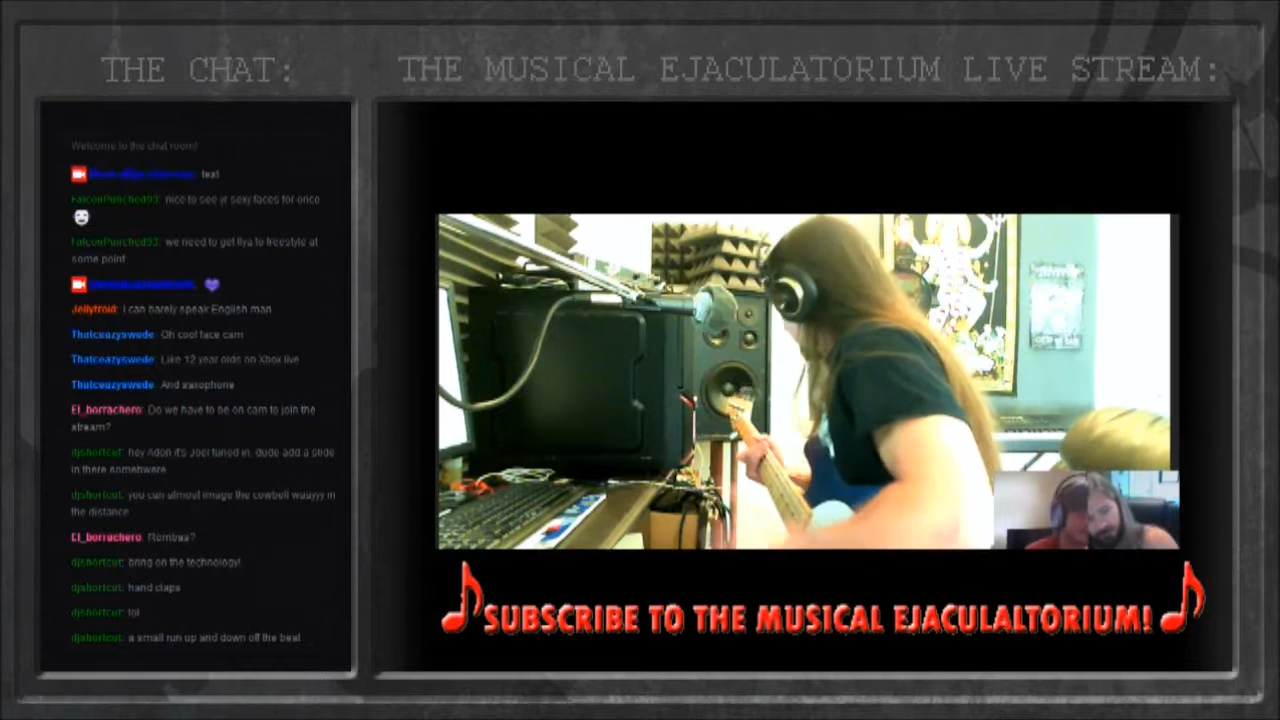 THE CHAT:
THE MUSICAL EJACULATORIUM LIVE STREAM:
Welcome to the chat room!
test
FalconPunched93: nice to see yr sexy faces for once
FalconPunched93: we need to get Ilya to freestyle at
some point
Jellytroid: I can barely speak English man
Thatcrazyswede: Oh cool face cam
Thatcrazyswede: Like 12 year olds on Xbox live
Thatcrazyswede: And saxophone
El_borrachero: Do we have to be on cam to join the
stream?
djshortcut: hey Adon it's Joel tuned in, dude add a slide
in there somehwere
djshortcut: you can almost image the cowbell wauyyy in
the distance
El_borrachero: Rombas?
djshortcut: bring on the technology!
djshortcut: hand claps
djshortcut: lol
djshortcut: a small run up and down off the beat
SUBSCRIBE TO THE MUSICAL EJACULALTORIUM!